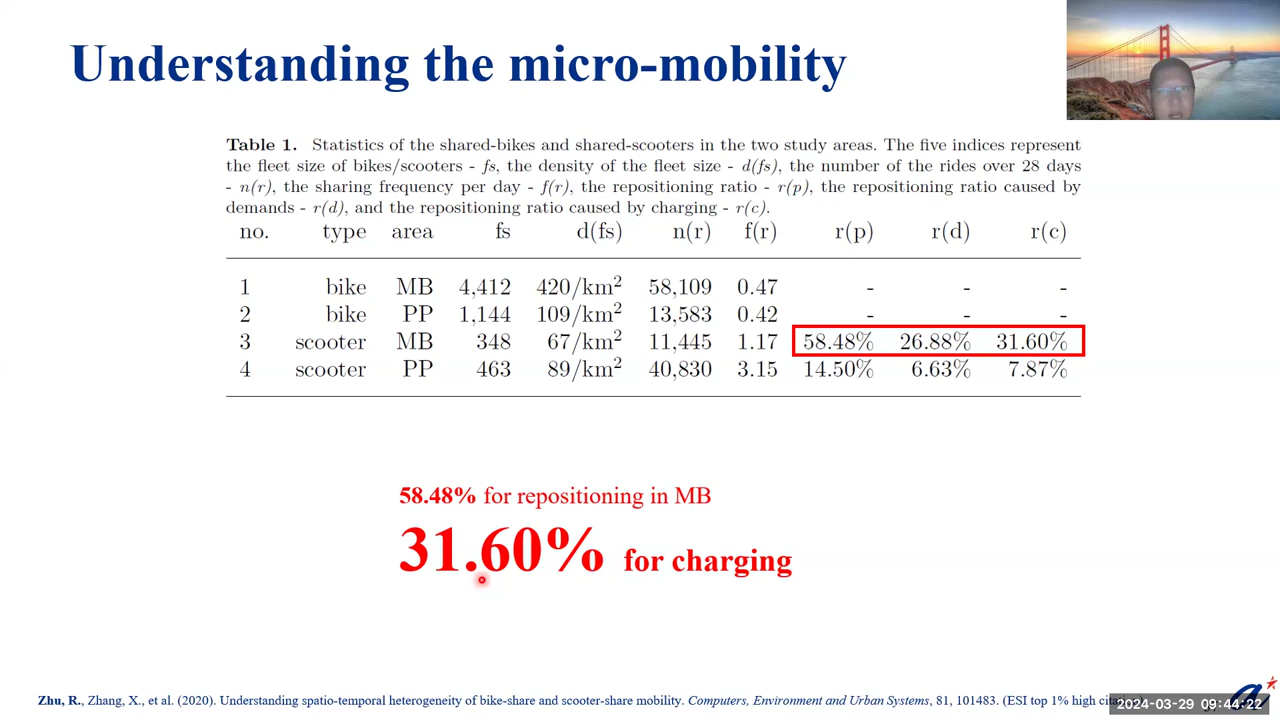 Understanding the micro-mobility
Table 1. Statistics of the shared-bikes and shared-scooters in the two study areas. The five indices represent
the fleet size of bikes/scooters - fs, the density of the fleet size - d(fs), the number of the rides over 28 days
- n(r), the sharing frequency per day - f(r), the repositioning ratio - r(p), the repositioning ratio caused by
demands - r(d), and the repositioning ratio caused by charging - r(c).
no. type area fs d(fs) n(r) f(r) r(p) r(d) r(c)
1 bike MB 4,412 420/km² 58,109 0.47 - - -
2 bike PP 1,144 109/km² 13,583 0.42 - - -
3 scooter MB 348 67/km² 11,445 1.17 58.48% 26.88% 31.60%
4 scooter PP 463 89/km² 40,830 3.15 14.50% 6.63% 7.87%
58.48% for repositioning in MB
31.60% for charging
Zhu, R., Zhang, X., et al. (2020). Understanding spatio-temporal heterogeneity of bike-share and scooter-share mobility. Computers, Environment and Urban Systems, 81, 101483. (ESI top 1% high
2024-03-29 09:44:22